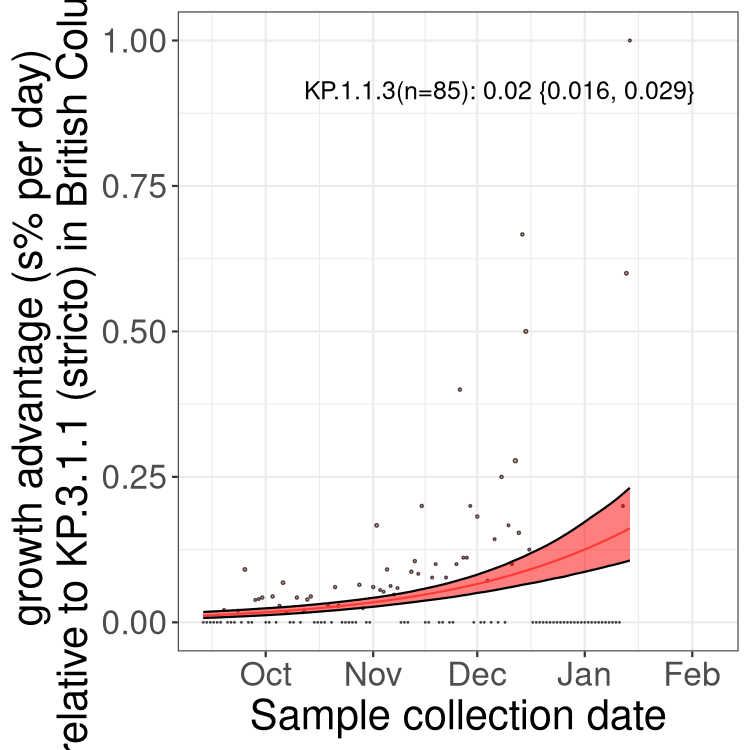 growth advantage (s% per day)
relative to KP.3.1.1 (stricto) in British
1.00
0.75
0.50
0.25
0.00
KP.1.1.3(n=85): 0.02 {0.016, 0.029}
Oct Nov Dec Jan Feb
Sample collection date